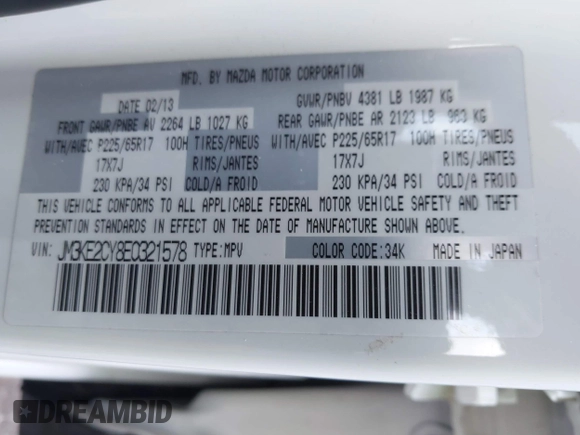 MFD. BY MAZDA MOTOR CORPORATION
DATE 02/13 GVWR/PNBV 4381 LB 1987 KG
FRONT GAWR/PNBE AV 2264 LB 1027 KG REAR GAWR/PNBE AR 2123 LB 963 KG
WITH/AVEC P225/65R17 100H TIRES/PNEUS WITH/AVEC P225/65R17 100H TIRES/PNEUS
17X7J RIMS/JANTES 17X7J RIMS/JANTES
230 KPA/34 PSI COLD/A FROID 230 KPA/34 PSI COLD/A FROID
THIS VEHICLE CONFORMS TO ALL APPLICABLE FEDERAL MOTOR VEHICLE SAFETY AND THEFT
PREVENTION STANDARDS IN EFFECT ON THE DATE OF MANUFACTURE SHOWN ABOVE.
VIN: JM3KE2CY8E0321578 TYPE:MPV COLOR CODE:34K MADE IN JAPAN
DREAMBID